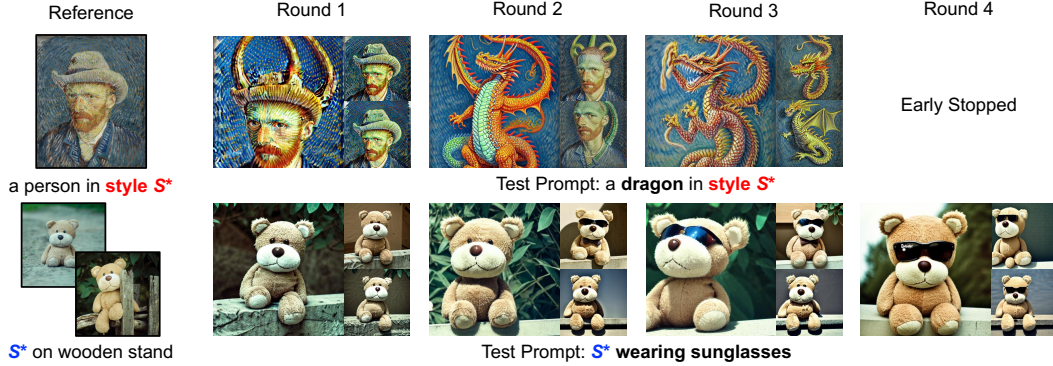 Reference
Round 1
Round 2
Round 3
Round 4
Early Stopped
a person in style S*
Test Prompt: a dragon in style S*
S* on wooden stand
Test Prompt: S* wearing sunglasses